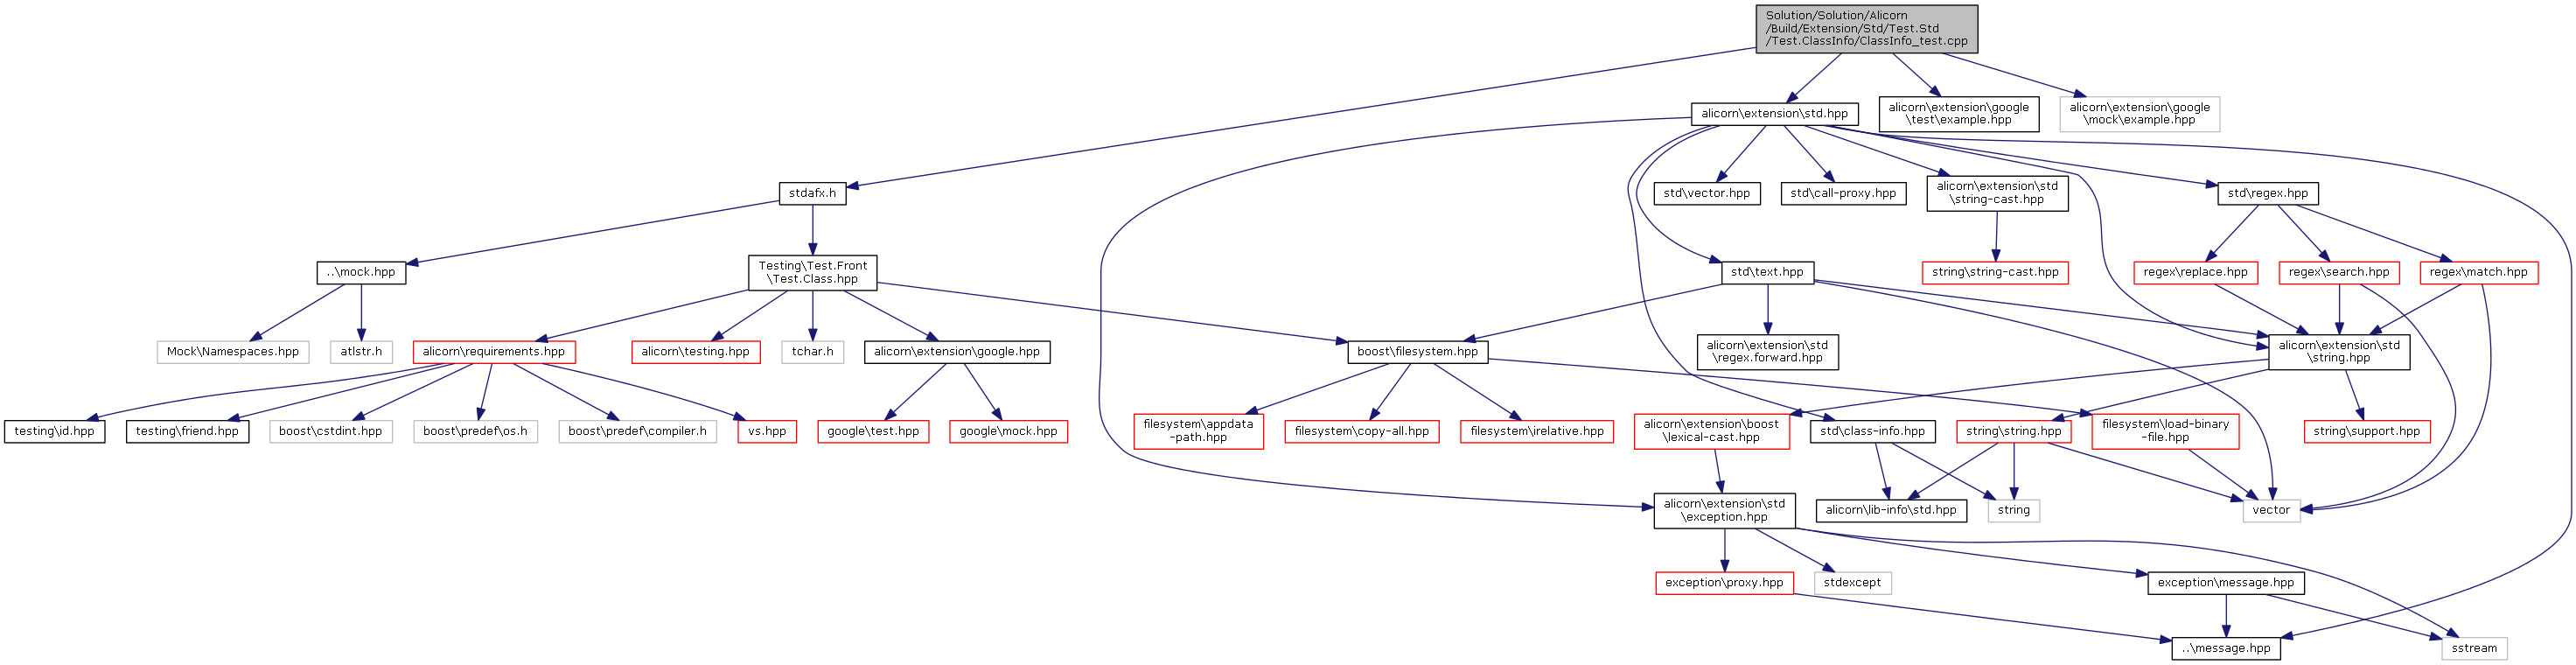 Solution/Solution/Alicorn
/Build/Extension/Std/Test.Std
/Test.ClassInfo/ClassInfo_test.cpp
alicorn\extension\std.hpp
alicorn\extension\google
\test\example.hpp
alicorn\extension\google
\mock\example.hpp
stdafx.h
std\vector.hpp
std\call-proxy.hpp
alicorn\extension\std
\string-cast.hpp
std\regex.hpp
..\mock.hpp
Testing\Test.Front
\Test.Class.hpp
std\text.hpp
string\string-cast.hpp
regex\replace.hpp
regex\search.hpp
regex\match.hpp
Mock\Namespaces.hpp
atlstr.h
alicorn\requirements.hpp
alicorn\testing.hpp
tchar.h
alicorn\extension\google.hpp
boost\filesystem.hpp
alicorn\extension\std
\regex.forward.hpp
alicorn\extension\std
\string.hpp
testing\id.hpp
testing\friend.hpp
boost\cstdint.hpp
boost\predef\os.h
boost\predef\compiler.h
vs.hpp
google\test.hpp
google\mock.hpp
filesystem\appdata
-path.hpp
filesystem\copy-all.hpp
filesystem\irelative.hpp
alicorn\extension\boost
\lexical-cast.hpp
std\class-info.hpp
string\string.hpp
filesystem\load-binary
-file.hpp
string\support.hpp
alicorn\extension\std
\exception.hpp
alicorn\lib-info\std.hpp
string
vector
exception\proxy.hpp
stdexcept
exception\message.hpp
..\message.hpp
sstream